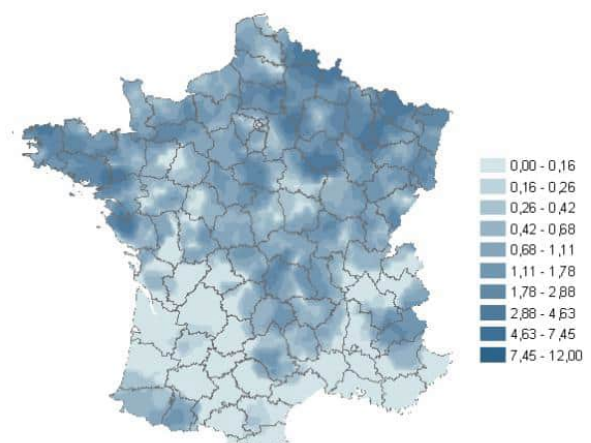 0,00 - 0,16
0,16 - 0,26
0,26 - 0,42
0,42 - 0,68
0,68 - 1,11
1,11 - 1,78
1,78 - 2,88
2,88 - 4,63
4,63 - 7,45
7,45 - 12,00